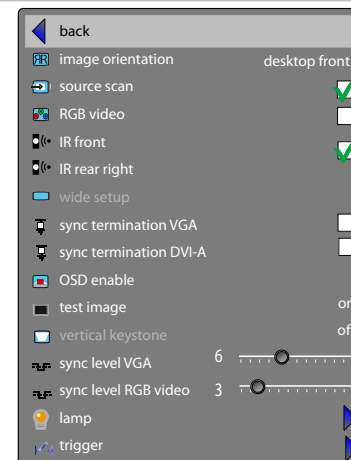 back
image orientation desktop front
source scan
RGB video
IR front
IR rear right
wide setup
sync termination VGA
sync termination DVI-A
OSD enable
test image
vertical keystone
sync level VGA 6
sync level RGB video 3
lamp
trigger